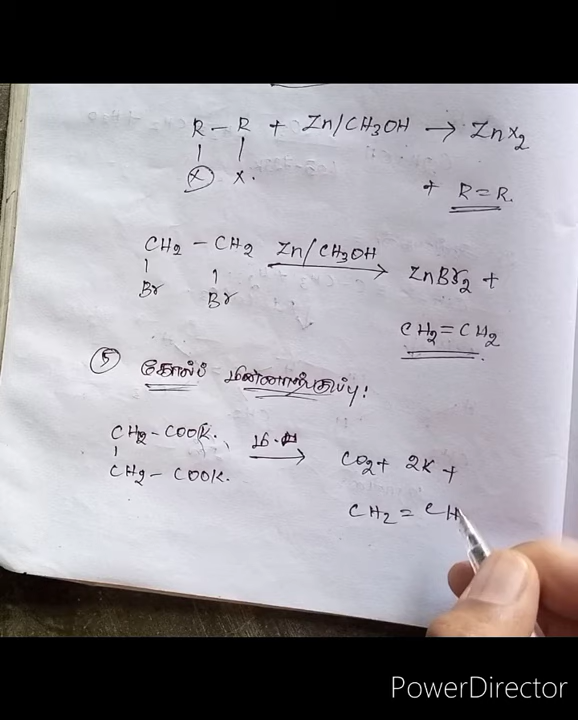 R - R + Zn/CH3OH → ZnX2
X X.
+ R = R.
CH2 - CH2 Zn/CH3OH → ZnBr2 +
Br Br
CH2 = CH2
5 கோல்ப் மின்னாற்பகுப்பு!
CH2 - COOK. → CO2 + 2K +
CH2 - COOK.
CH2 = CH
PowerDirector